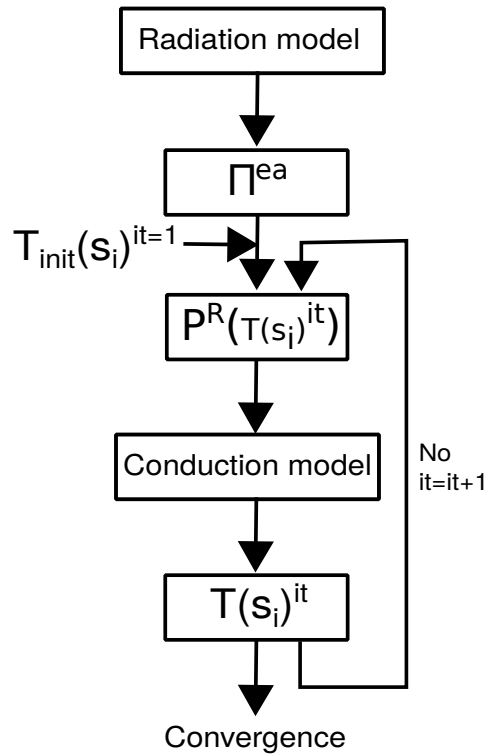 Radiation model
Π^ea
T_init(s_i)^it=1
P^R(T(s_i)^it)
Conduction model
No
it=it+1
T(s_i)^it
Convergence